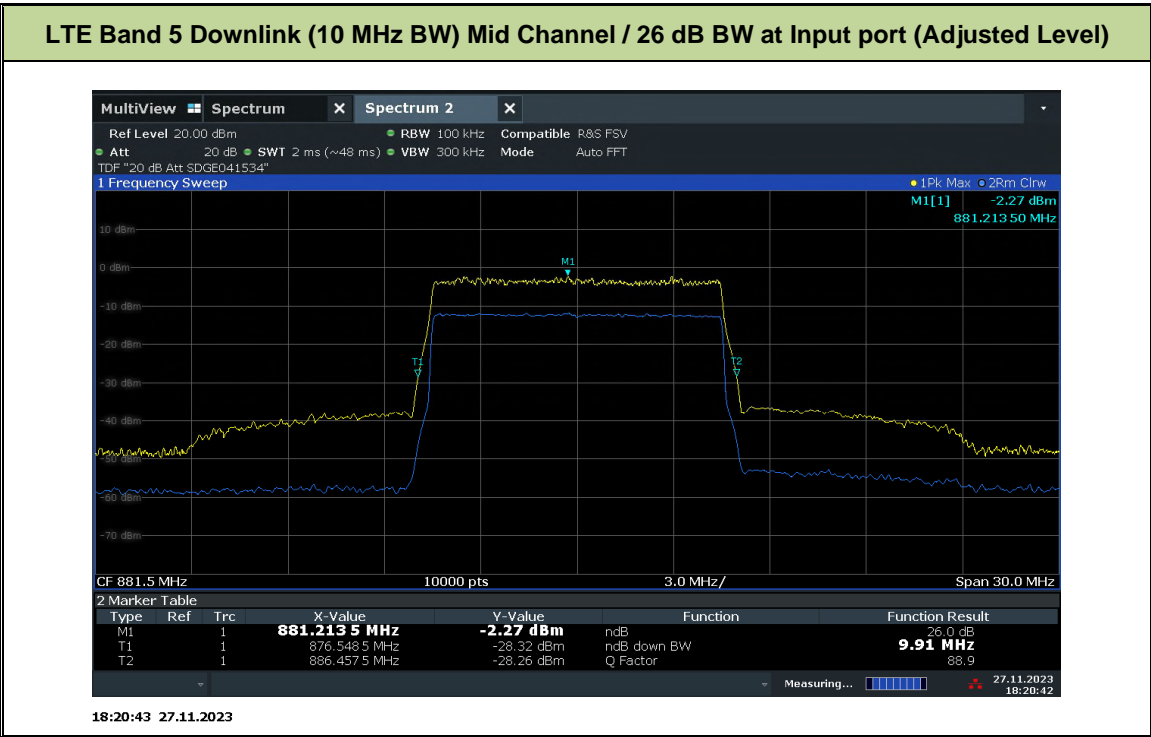 LTE Band 5 Downlink (10 MHz BW) Mid Channel / 26 dB BW at Input port (Adjusted Level)
MultiView Spectrum X Spectrum 2 X
Ref Level 20.00 dBm RBW 100 kHz Compatible R&S FSV
Att 20 dB SWT 2 ms (~48 ms) VBW 300 kHz Mode Auto FFT
TDF "20 dB Att SDGE041534"
1 Frequency Sweep 1Pk Max 2Rm Clrw
M1[1] -2.27 dBm
881.213 50 MHz
10 dBm
M1
0 dBm
-10 dBm
-20 dBm
T1 T2
-30 dBm
-40 dBm
-50 dBm
-60 dBm
-70 dBm
CF 881.5 MHz 10000 pts 3.0 MHz/ Span 30.0 MHz
2 Marker Table
Type Ref Trc X-Value Y-Value Function Function Result
M1 1 881.213 5 MHz -2.27 dBm ndB 26.0 dB
T1 1 876.548 5 MHz -28.32 dBm ndB down BW 9.91 MHz
T2 1 886.457 5 MHz -28.26 dBm Q Factor 88.9
Measuring... 27.11.2023
18:20:42
18:20:43 27.11.2023